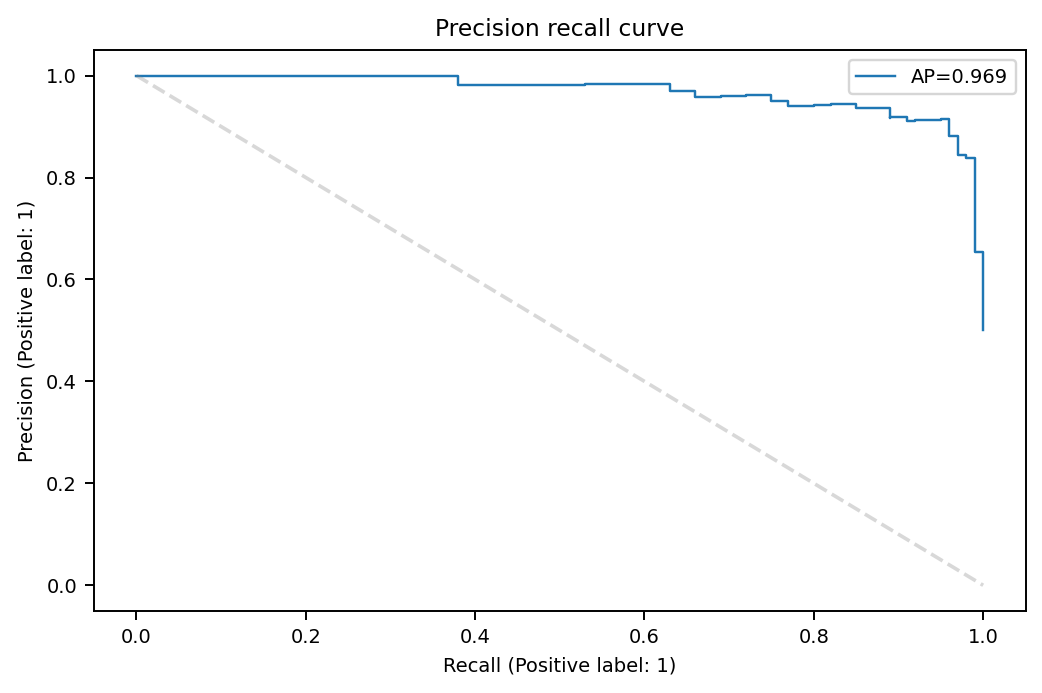 Precision recall curve
AP=0.969
Precision (Positive label: 1)
1.0
0.8
0.6
0.4
0.2
0.0
0.0 0.2 0.4 0.6 0.8 1.0
Recall (Positive label: 1)